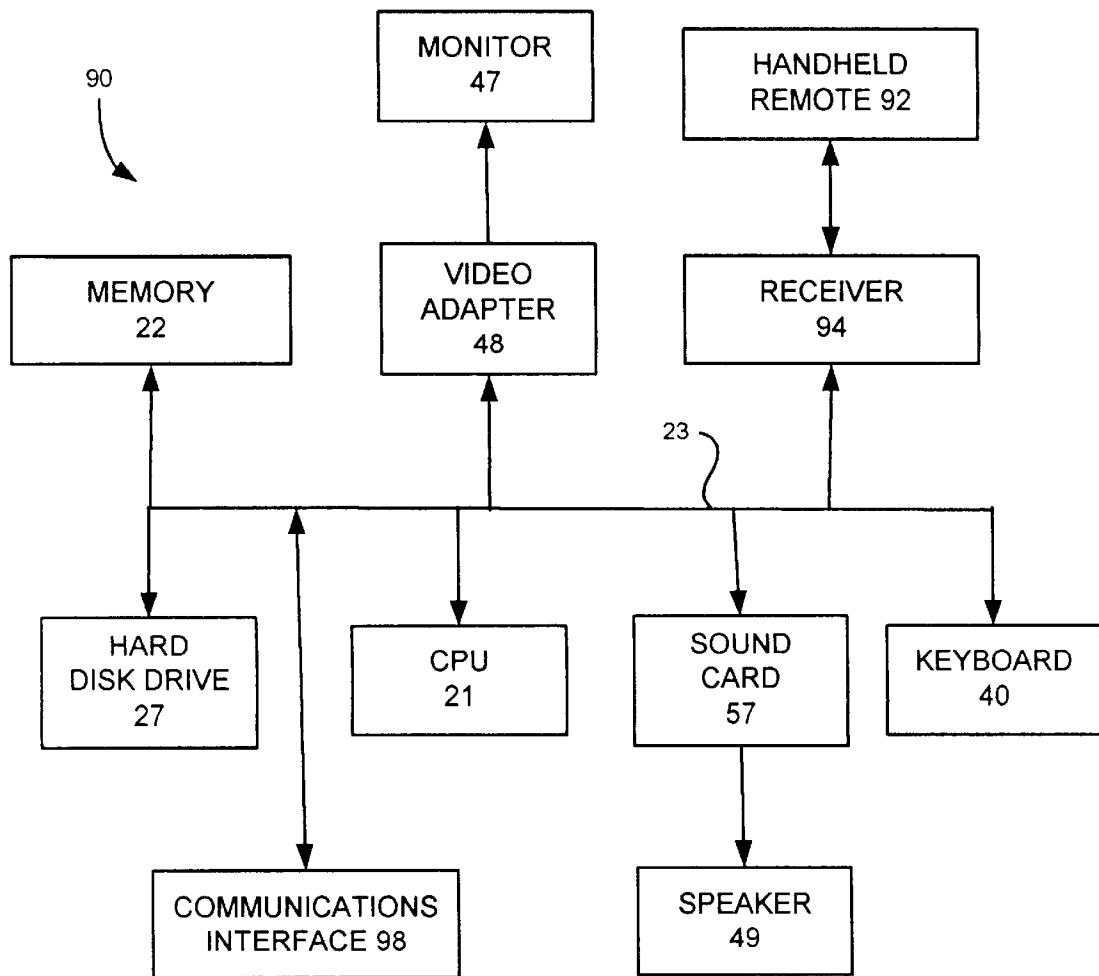 MONITOR
47
HANDHELD
REMOTE 92
90
MEMORY
22
VIDEO
ADAPTER
48
RECEIVER
94
23
HARD
DISK DRIVE
27
CPU
21
SOUND
CARD
57
KEYBOARD
40
COMMUNICATIONS
INTERFACE 98
SPEAKER
49